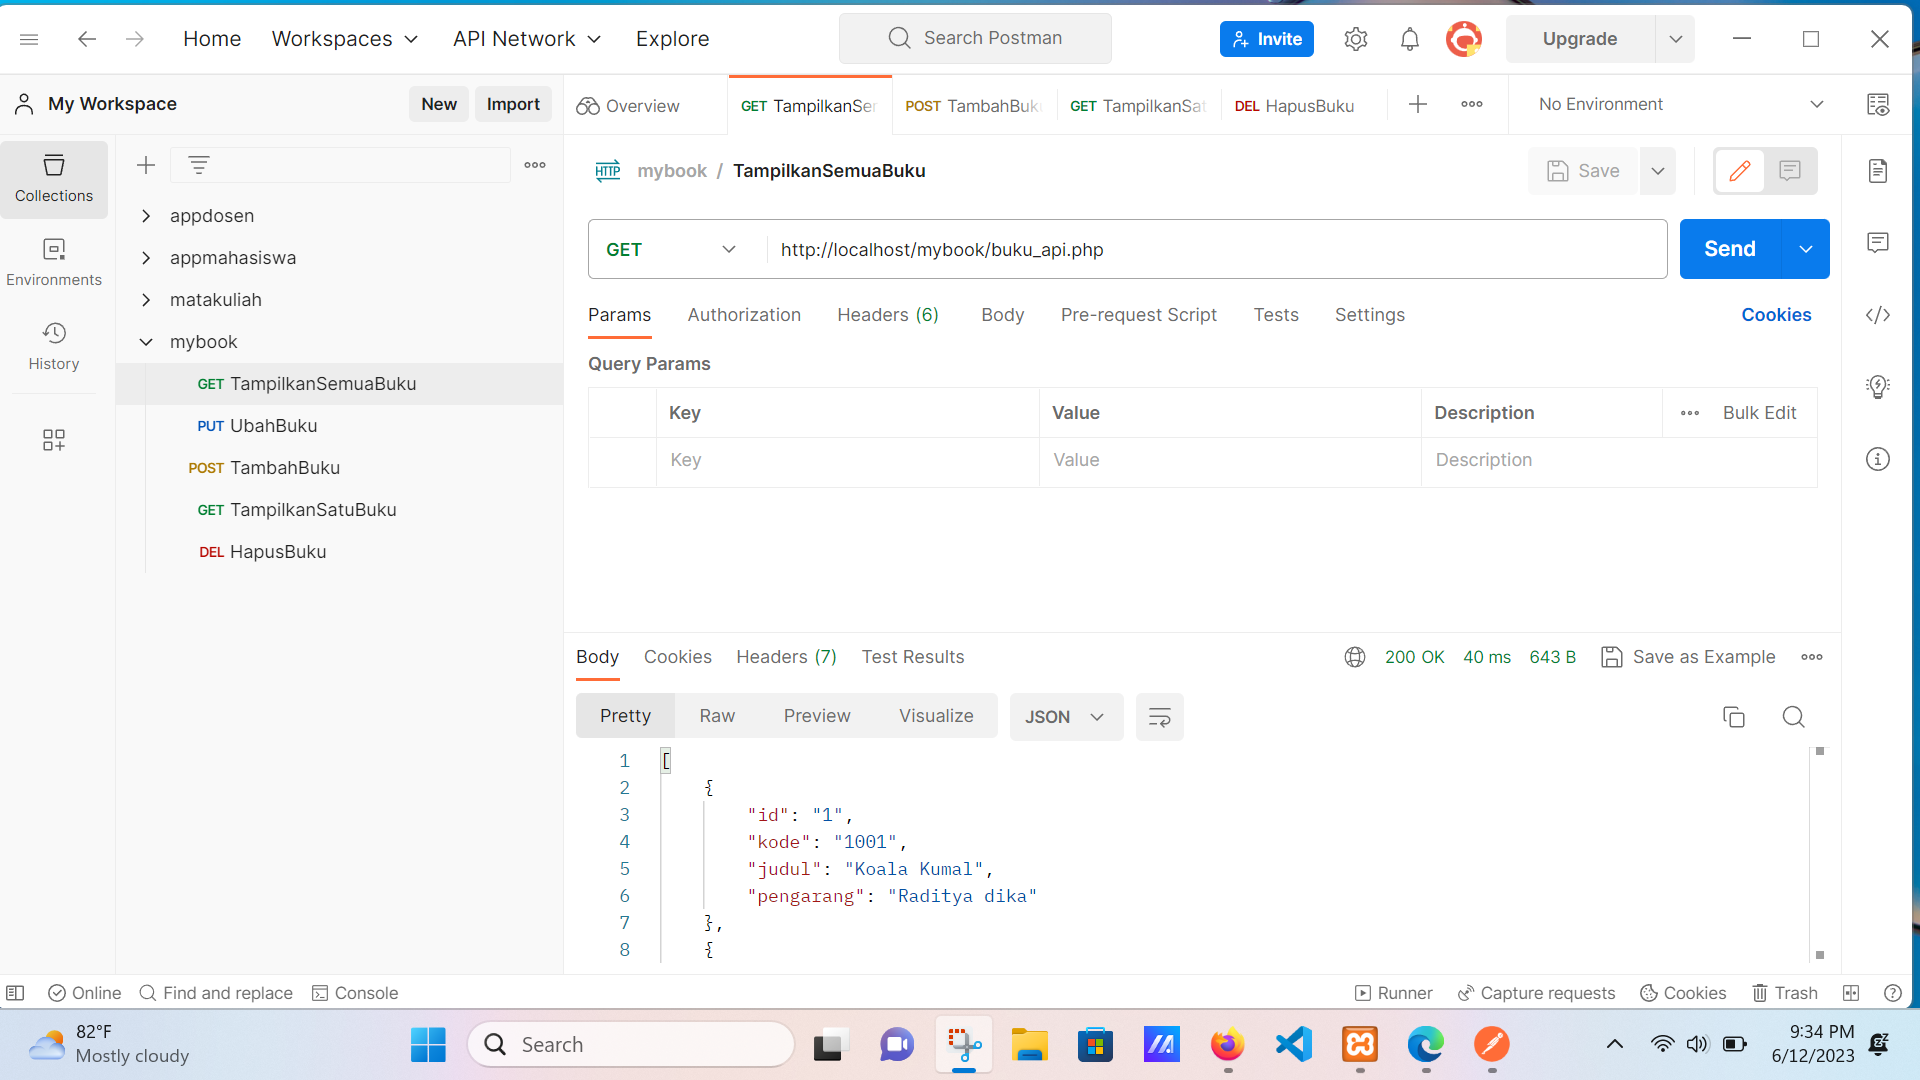 Home Workspaces API Network Explore Search Postman Invite Upgrade
My Workspace New Import Overview GET TampilkanSer POST TambahBuku GET TampilkanSat DEL HapusBuku No Environment
Collections
Environments
History
appdosen
appmahasiswa
matakuliah
mybook
GET TampilkanSemuaBuku
PUT UbahBuku
POST TambahBuku
GET TampilkanSatuBuku
DEL HapusBuku
HTTP mybook / TampilkanSemuaBuku Save
GET http://localhost/mybook/buku_api.php Send
Params Authorization Headers (6) Body Pre-request Script Tests Settings Cookies
Query Params
Key Value Description Bulk Edit
Key Value Description
Body Cookies Headers (7) Test Results 200 OK 40 ms 643 B Save as Example
Pretty Raw Preview Visualize JSON
1 [
2 {
3 "id": "1",
4 "kode": "1001",
5 "judul": "Koala Kumal",
6 "pengarang": "Raditya dika"
7 },
8 {
Online Find and replace Console Runner Capture requests Cookies Trash
82°F
Mostly cloudy
Search
9:34 PM
6/12/2023